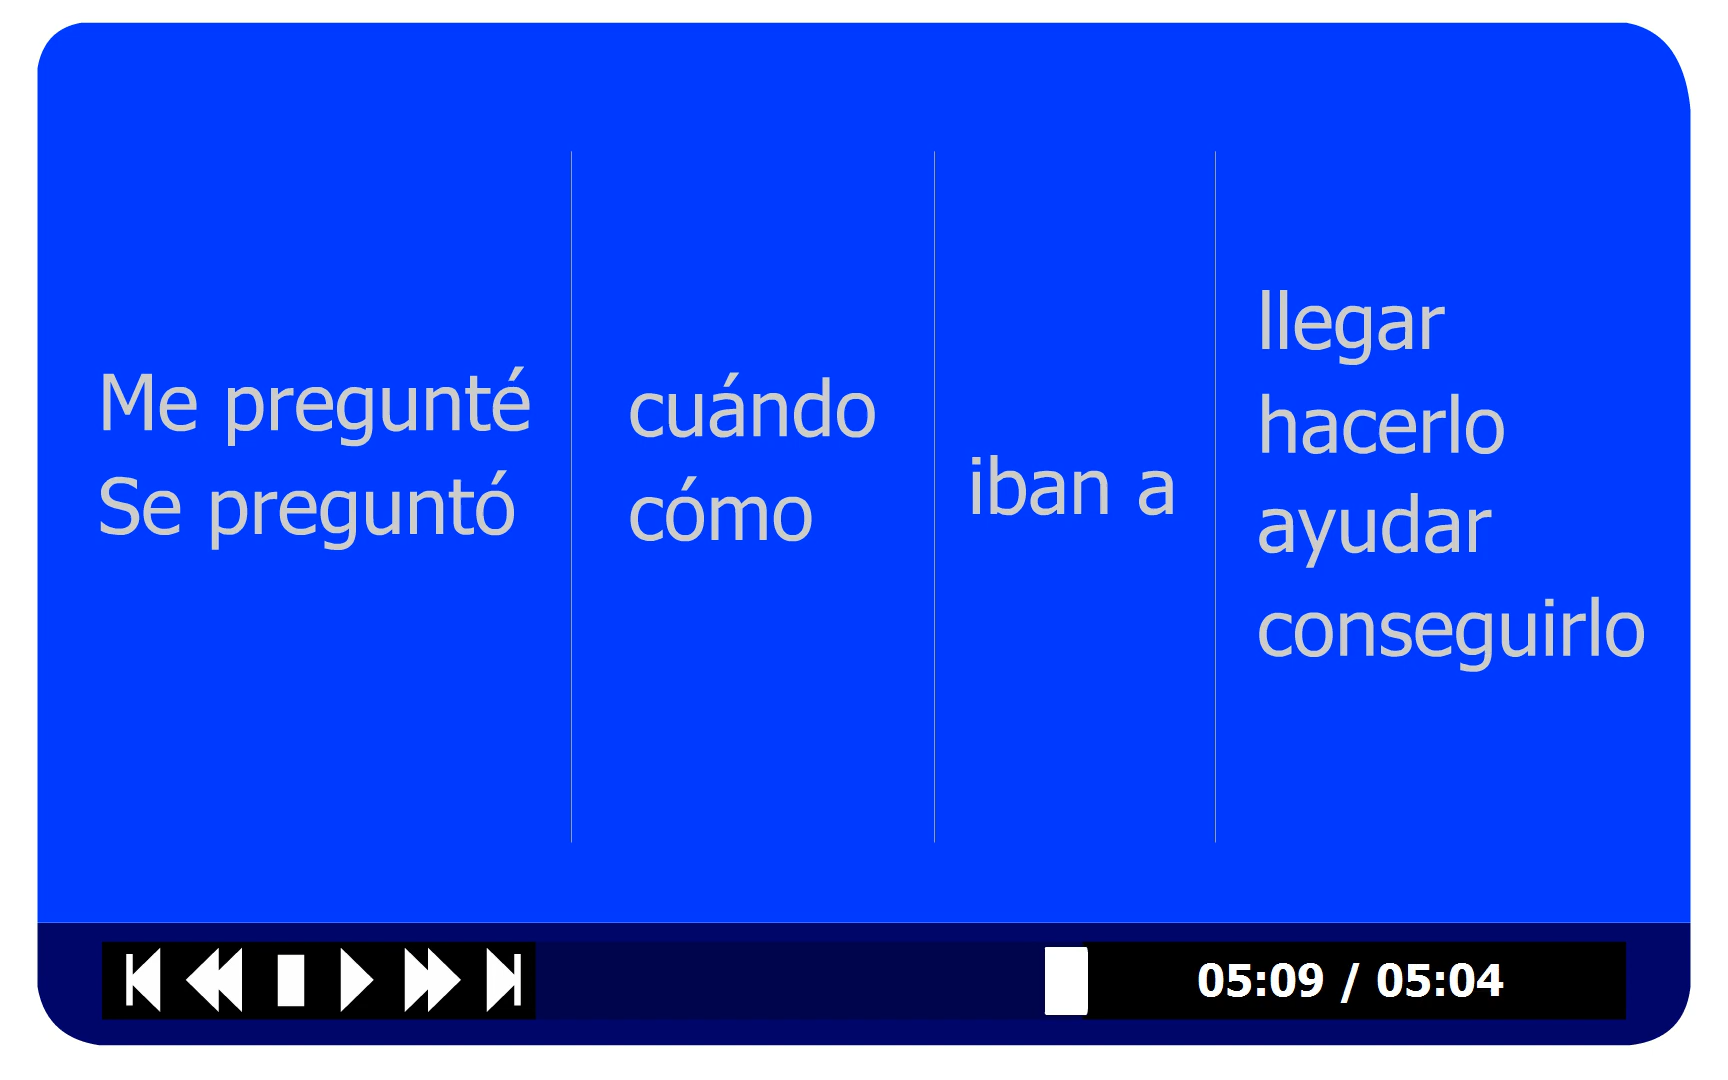 Me pregunté
Se preguntó
cuándo
cómo
iban a
llegar
hacerlo
ayudar
conseguirlo
05:09 / 05:04